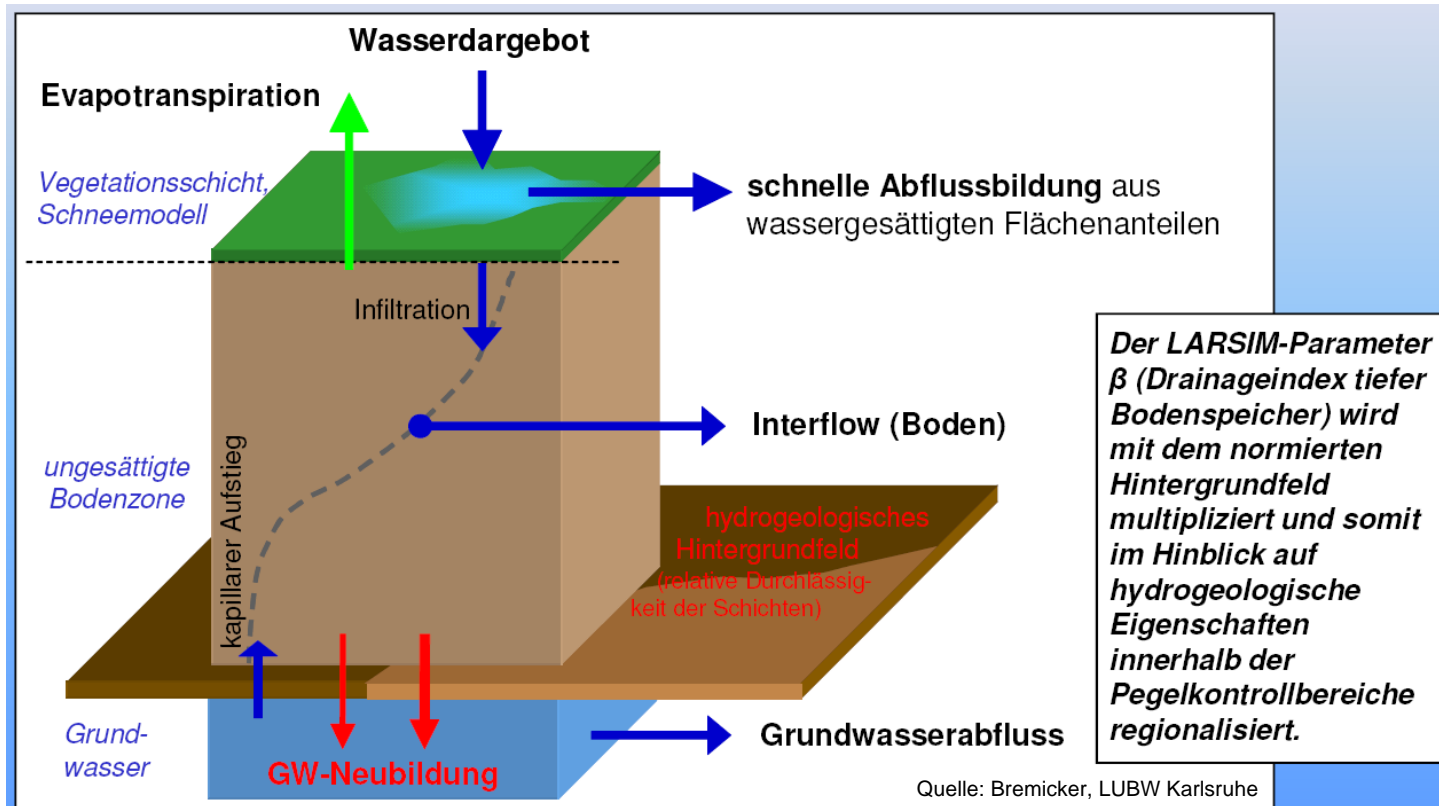 Wasserdargebot
Evapotranspiration
Vegetationsschicht,
Schneemodell
schnelle Abflussbildung aus
wassergesättigten Flächenanteilen
Infiltration
Interflow (Boden)
ungesättigte
Bodenzone
kapillarer Aufstieg
hydrogeologisches
Hintergrundfeld
(relative Durchlässig-
keit der Schichten)
Grund-
wasser
GW-Neubildung
Grundwasserabfluss
Der LARSIM-Parameter
β (Drainageindex tiefer
Bodenspeicher) wird
mit dem normierten
Hintergrundfeld
multipliziert und somit
im Hinblick auf
hydrogeologische
Eigenschaften
innerhalb der
Pegelkontrollbereiche
regionalisiert.
Quelle: Bremicker, LUBW Karlsruhe